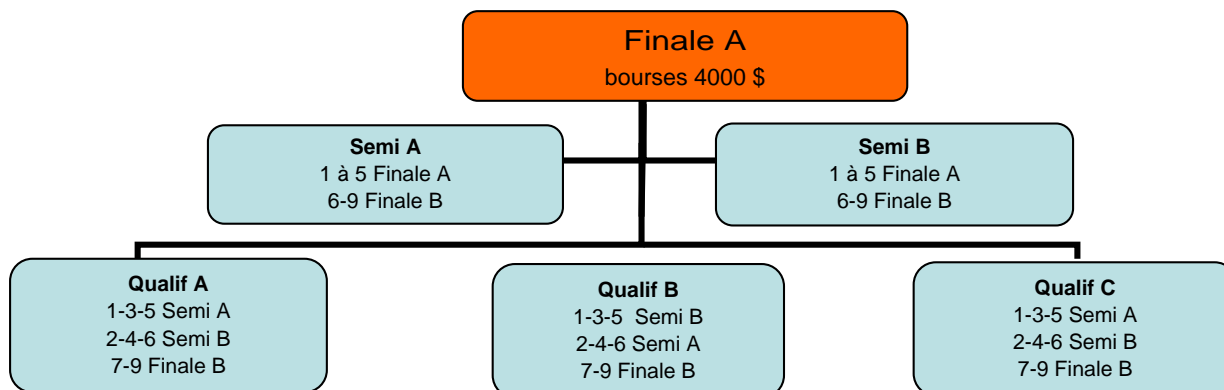 Finale A
bourses 4000 $
Semi A
1 à 5 Finale A
6-9 Finale B
Semi B
1 à 5 Finale A
6-9 Finale B
Qualif A
1-3-5 Semi A
2-4-6 Semi B
7-9 Finale B
Qualif B
1-3-5 Semi B
2-4-6 Semi A
7-9 Finale B
Qualif C
1-3-5 Semi A
2-4-6 Semi B
7-9 Finale B